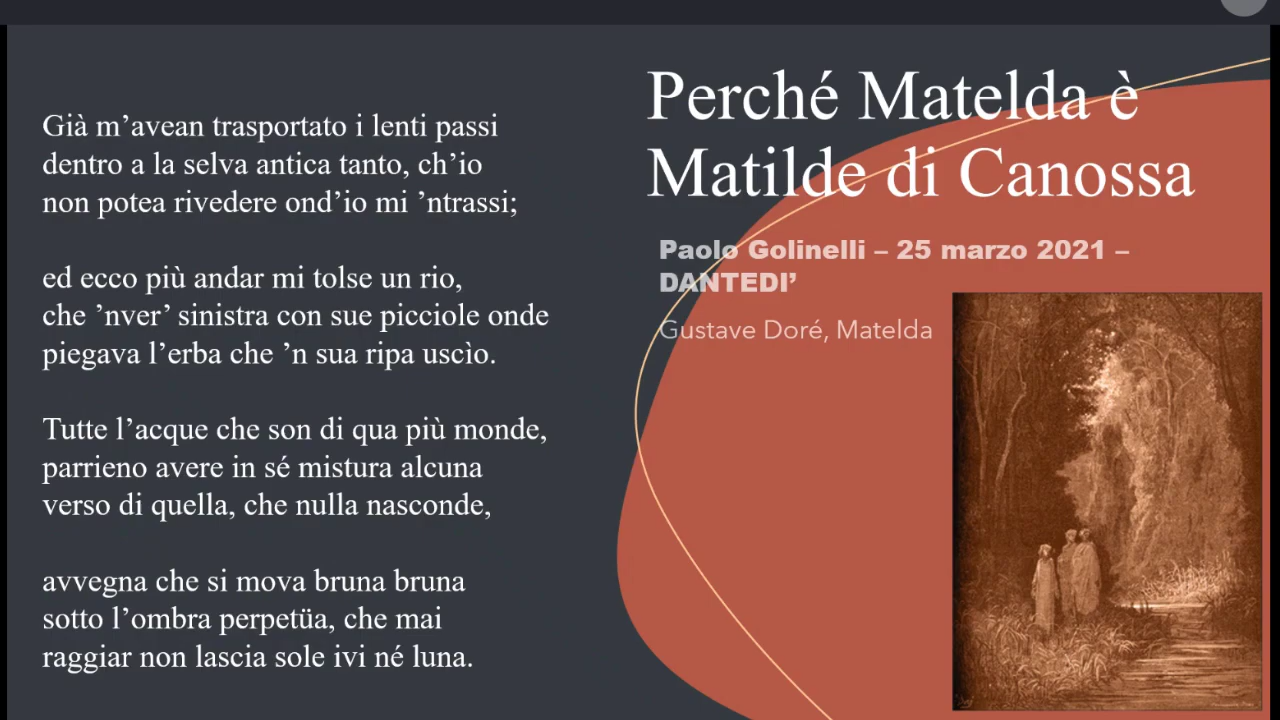 Già m’avean trasportato i lenti passi
dentro a la selva antica tanto, ch’io
non potea rivedere ond’io mi ’ntrassi;
ed ecco più andar mi tolse un rio,
che ’nver’ sinistra con sue picciole onde
piegava l’erba che ’n sua ripa uscìo.
Tutte l’acque che son di qua più monde,
parrieno avere in sé mistura alcuna
verso di quella, che nulla nasconde,
avvegna che si mova bruna bruna
sotto l’ombra perpetüa, che mai
raggiar non lascia sole ivi né luna.
Perché Matelda è
Matilde di Canossa
Paolo Golinelli – 25 marzo 2021 –
DANTEDI’
Gustave Doré, Matelda